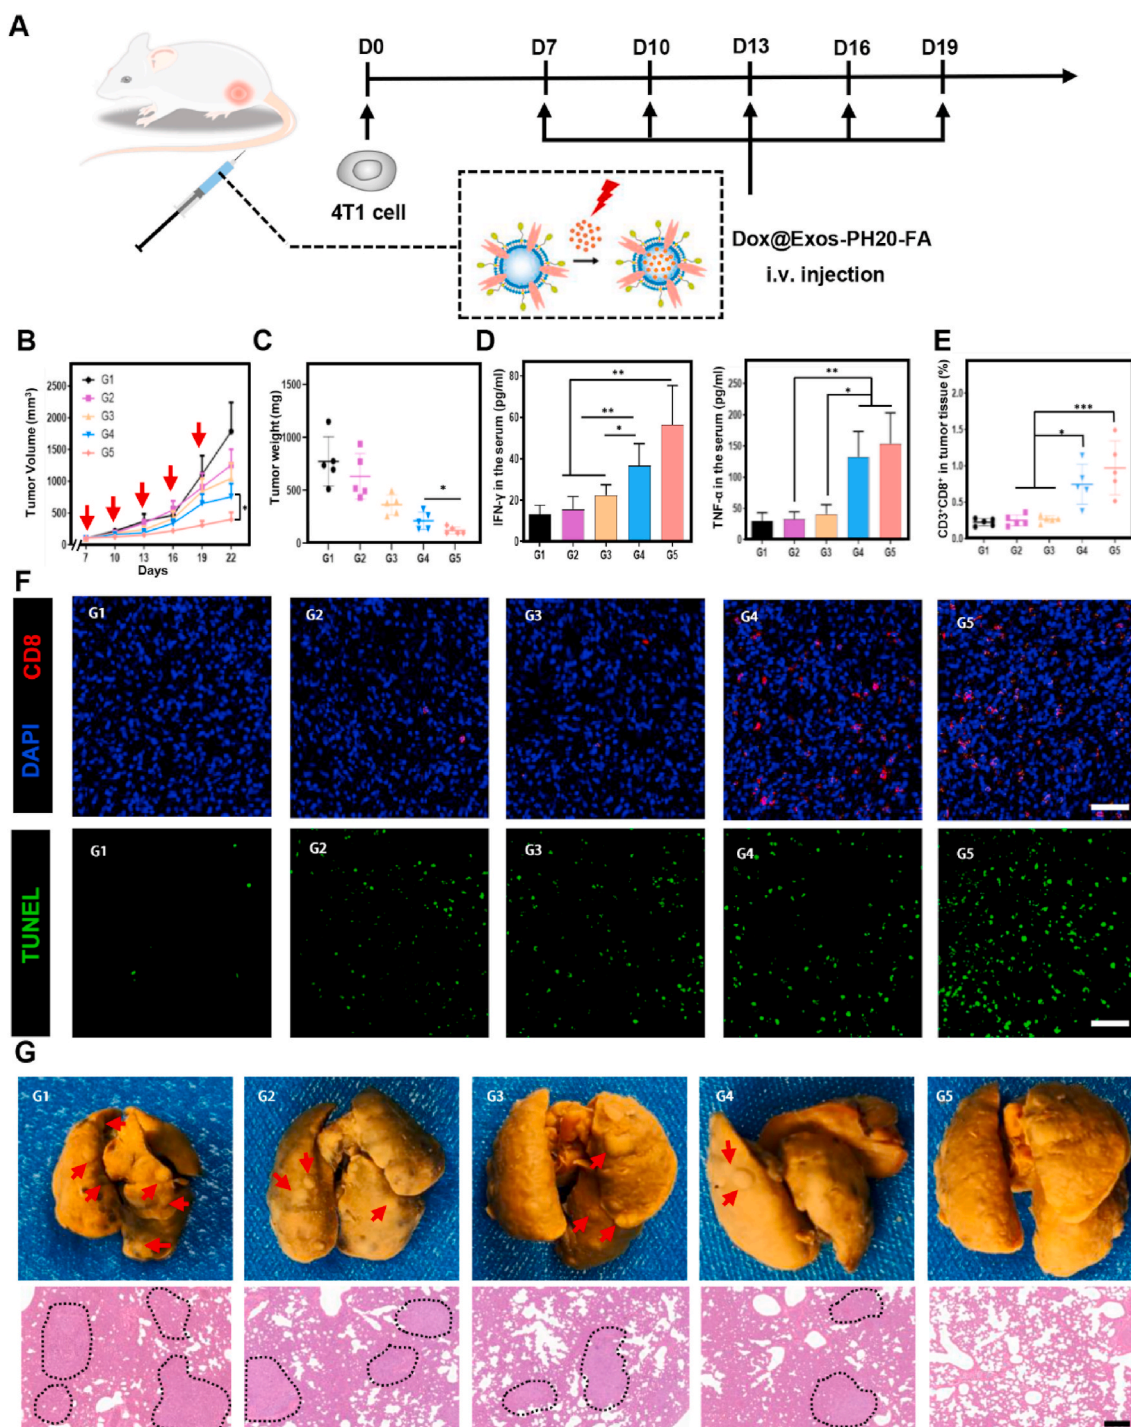 A
D0 D7 D10 D13 D16 D19
4T1 cell
Dox@Exos-PH20-FA
i.v. injection
B
Tumor Volume (mm³)
2500
2000
1500
1000
500
0
G1
G2
G3
G4
G5
*
7 10 13 16 19 22
Days
C
Tumor weight(mg)
1500
1000
500
0
*
G1 G2 G3 G4 G5
D
IFN-γ in the serum (pg/ml)
80
60
40
20
0
**
**
*
G1 G2 G3 G4 G5
TNF-α in the serum (pg/ml)
250
200
150
100
50
0
**
*
G1 G2 G3 G4 G5
E
CD3⁺CD8⁺ in tumor tissue (%)
2.0
1.5
1.0
0.5
0.0
***
*
G1 G2 G3 G4 G5
F
DAPI CD8
G1 G2 G3 G4 G5
TUNEL
G1 G2 G3 G4 G5
G
G1 G2 G3 G4 G5